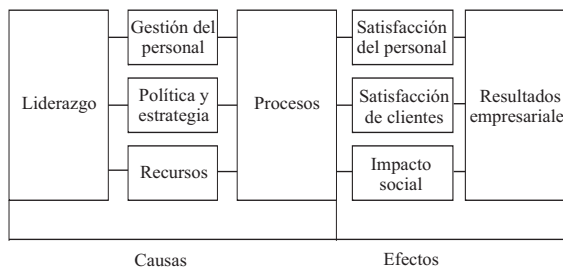 Liderazgo
Gestión del
personal
Política y
estrategia
Recursos
Procesos
Satisfacción
del personal
Satisfacción
de clientes
Impacto
social
Resultados
empresariale
Causas
Efectos